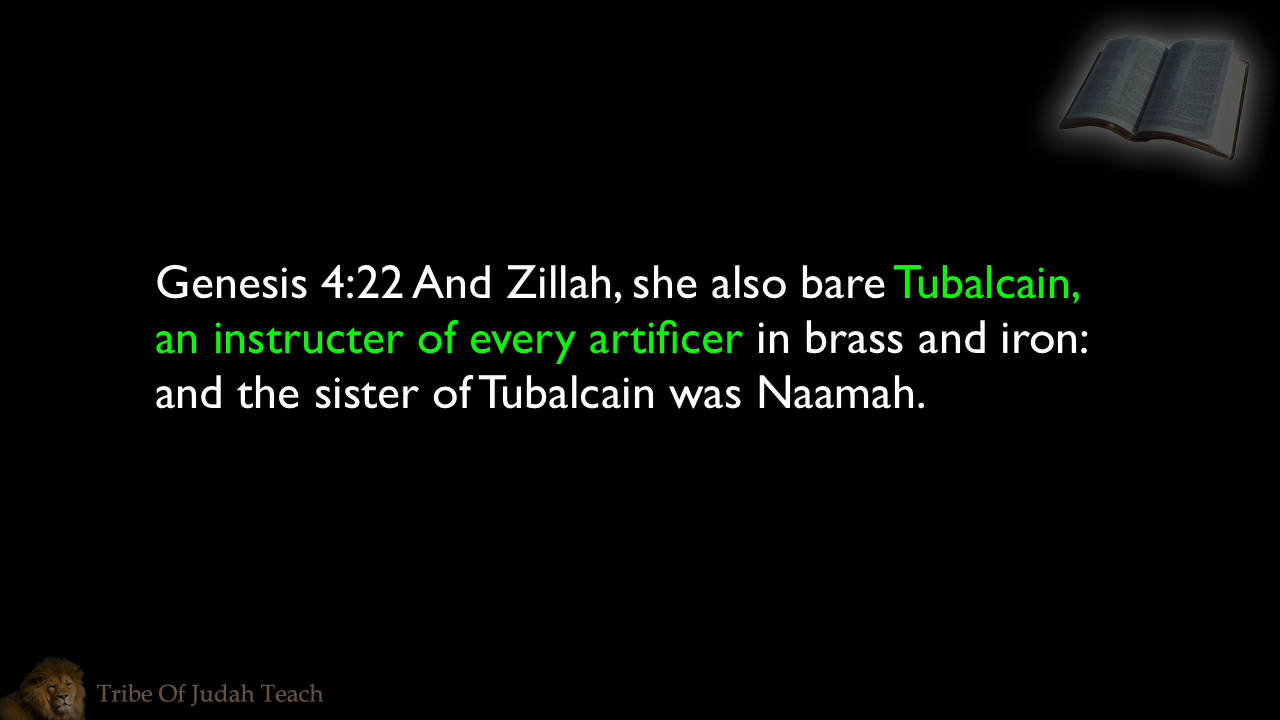 Genesis 4:22 And Zillah, she also bare Tubalcain,
an instructer of every artificer in brass and iron:
and the sister of Tubalcain was Naamah.
Tribe Of Judah Teach